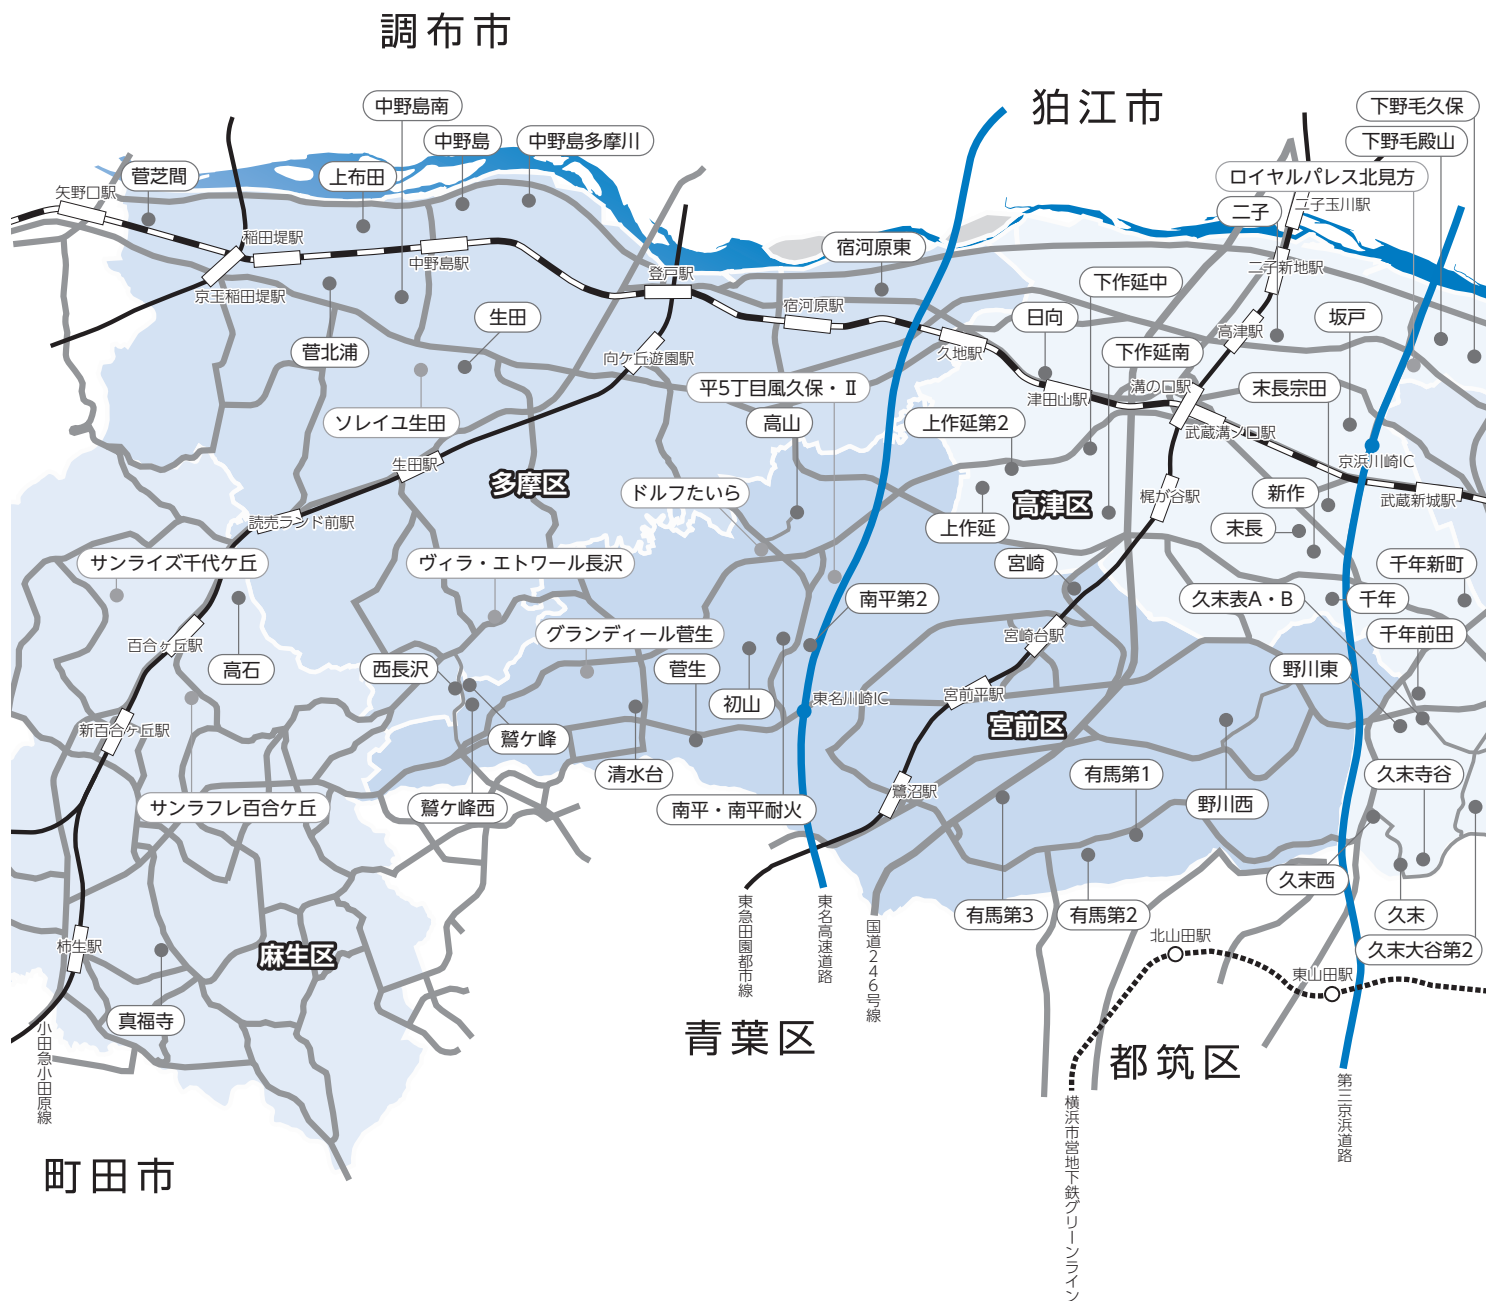 調布市
狛江市
中野島南
下野毛久保
中野島
中野島多摩川
下野毛殿山
菅芝間
上布田
ロイヤルパレス北見方
矢野口駅
二子
二子玉川駅
稲田堤駅
宿河原東
中野島駅
登戸駅
二子新地駅
下作延中
京王稲田堤駅
宿河原駅
生田
日向
坂戸
高津駅
菅北浦
向ケ丘遊園駅
久地駅
下作延南
平5丁目風久保・Ⅱ
溝の口駅
末長宗田
津田山駅
ソレイユ生田
高山
上作延第2
武蔵溝ノ口駅
生田駅
京浜川崎IC
多摩区
ドルフたいら
高津区
梶が谷駅
新作
武蔵新城駅
読売ランド前駅
上作延
末長
サンライズ千代ケ丘
ヴィラ・エトワール長沢
宮崎
千年新町
南平第2
久末表A・B
千年
百合ヶ丘駅
グランディール菅生
宮崎台駅
千年前田
高石
西長沢
菅生
野川東
初山
東名川崎IC
宮前平駅
新百合ケ丘駅
鷲ケ峰
宮前区
清水台
有馬第1
久末寺谷
サンラフレ百合ケ丘
鷲ケ峰西
南平・南平耐火
鷺沼駅
野川西
久末西
有馬第3
有馬第2
久末
柿生駅
麻生区
東急田園都市線
東名高速道路
国道246号線
北山田駅
久末大谷第2
東山田駅
真福寺
小田急小田原線
青葉区
都筑区
第三京浜道路
横浜市営地下鉄グリーンライン
町田市